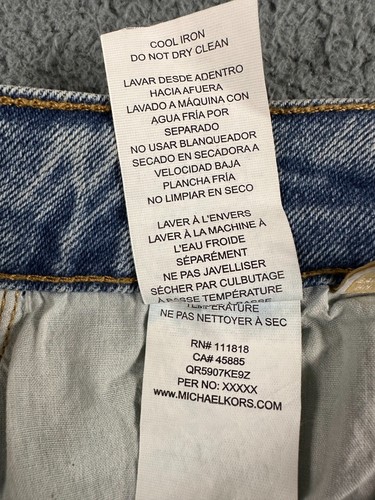 COOL IRON
DO NOT DRY CLEAN
LAVAR DESDE ADENTRO
HACIA AFUERA
LAVADO A MÁQUINA CON
AGUA FRÍA POR
SEPARADO
NO USAR BLANQUEADOR
SECADO EN SECADORA A
VELOCIDAD BAJA
PLANCHA FRÍA
NO LIMPIAR EN SECO
LAVER À L'ENVERS
LAVER À LA MACHINE À
L'EAU FROIDE
SÉPARÉMENT
NE PAS JAVELLISER
SÉCHER PAR CULBUTAGE
À BASSE TEMPÉRATURE
TEMPÉRATURE
NE PAS NETTOYER À SEC
RN# 111818
CA# 45885
QR5907KE9Z
PER NO: XXXXX
www.MICHAELKORS.COM